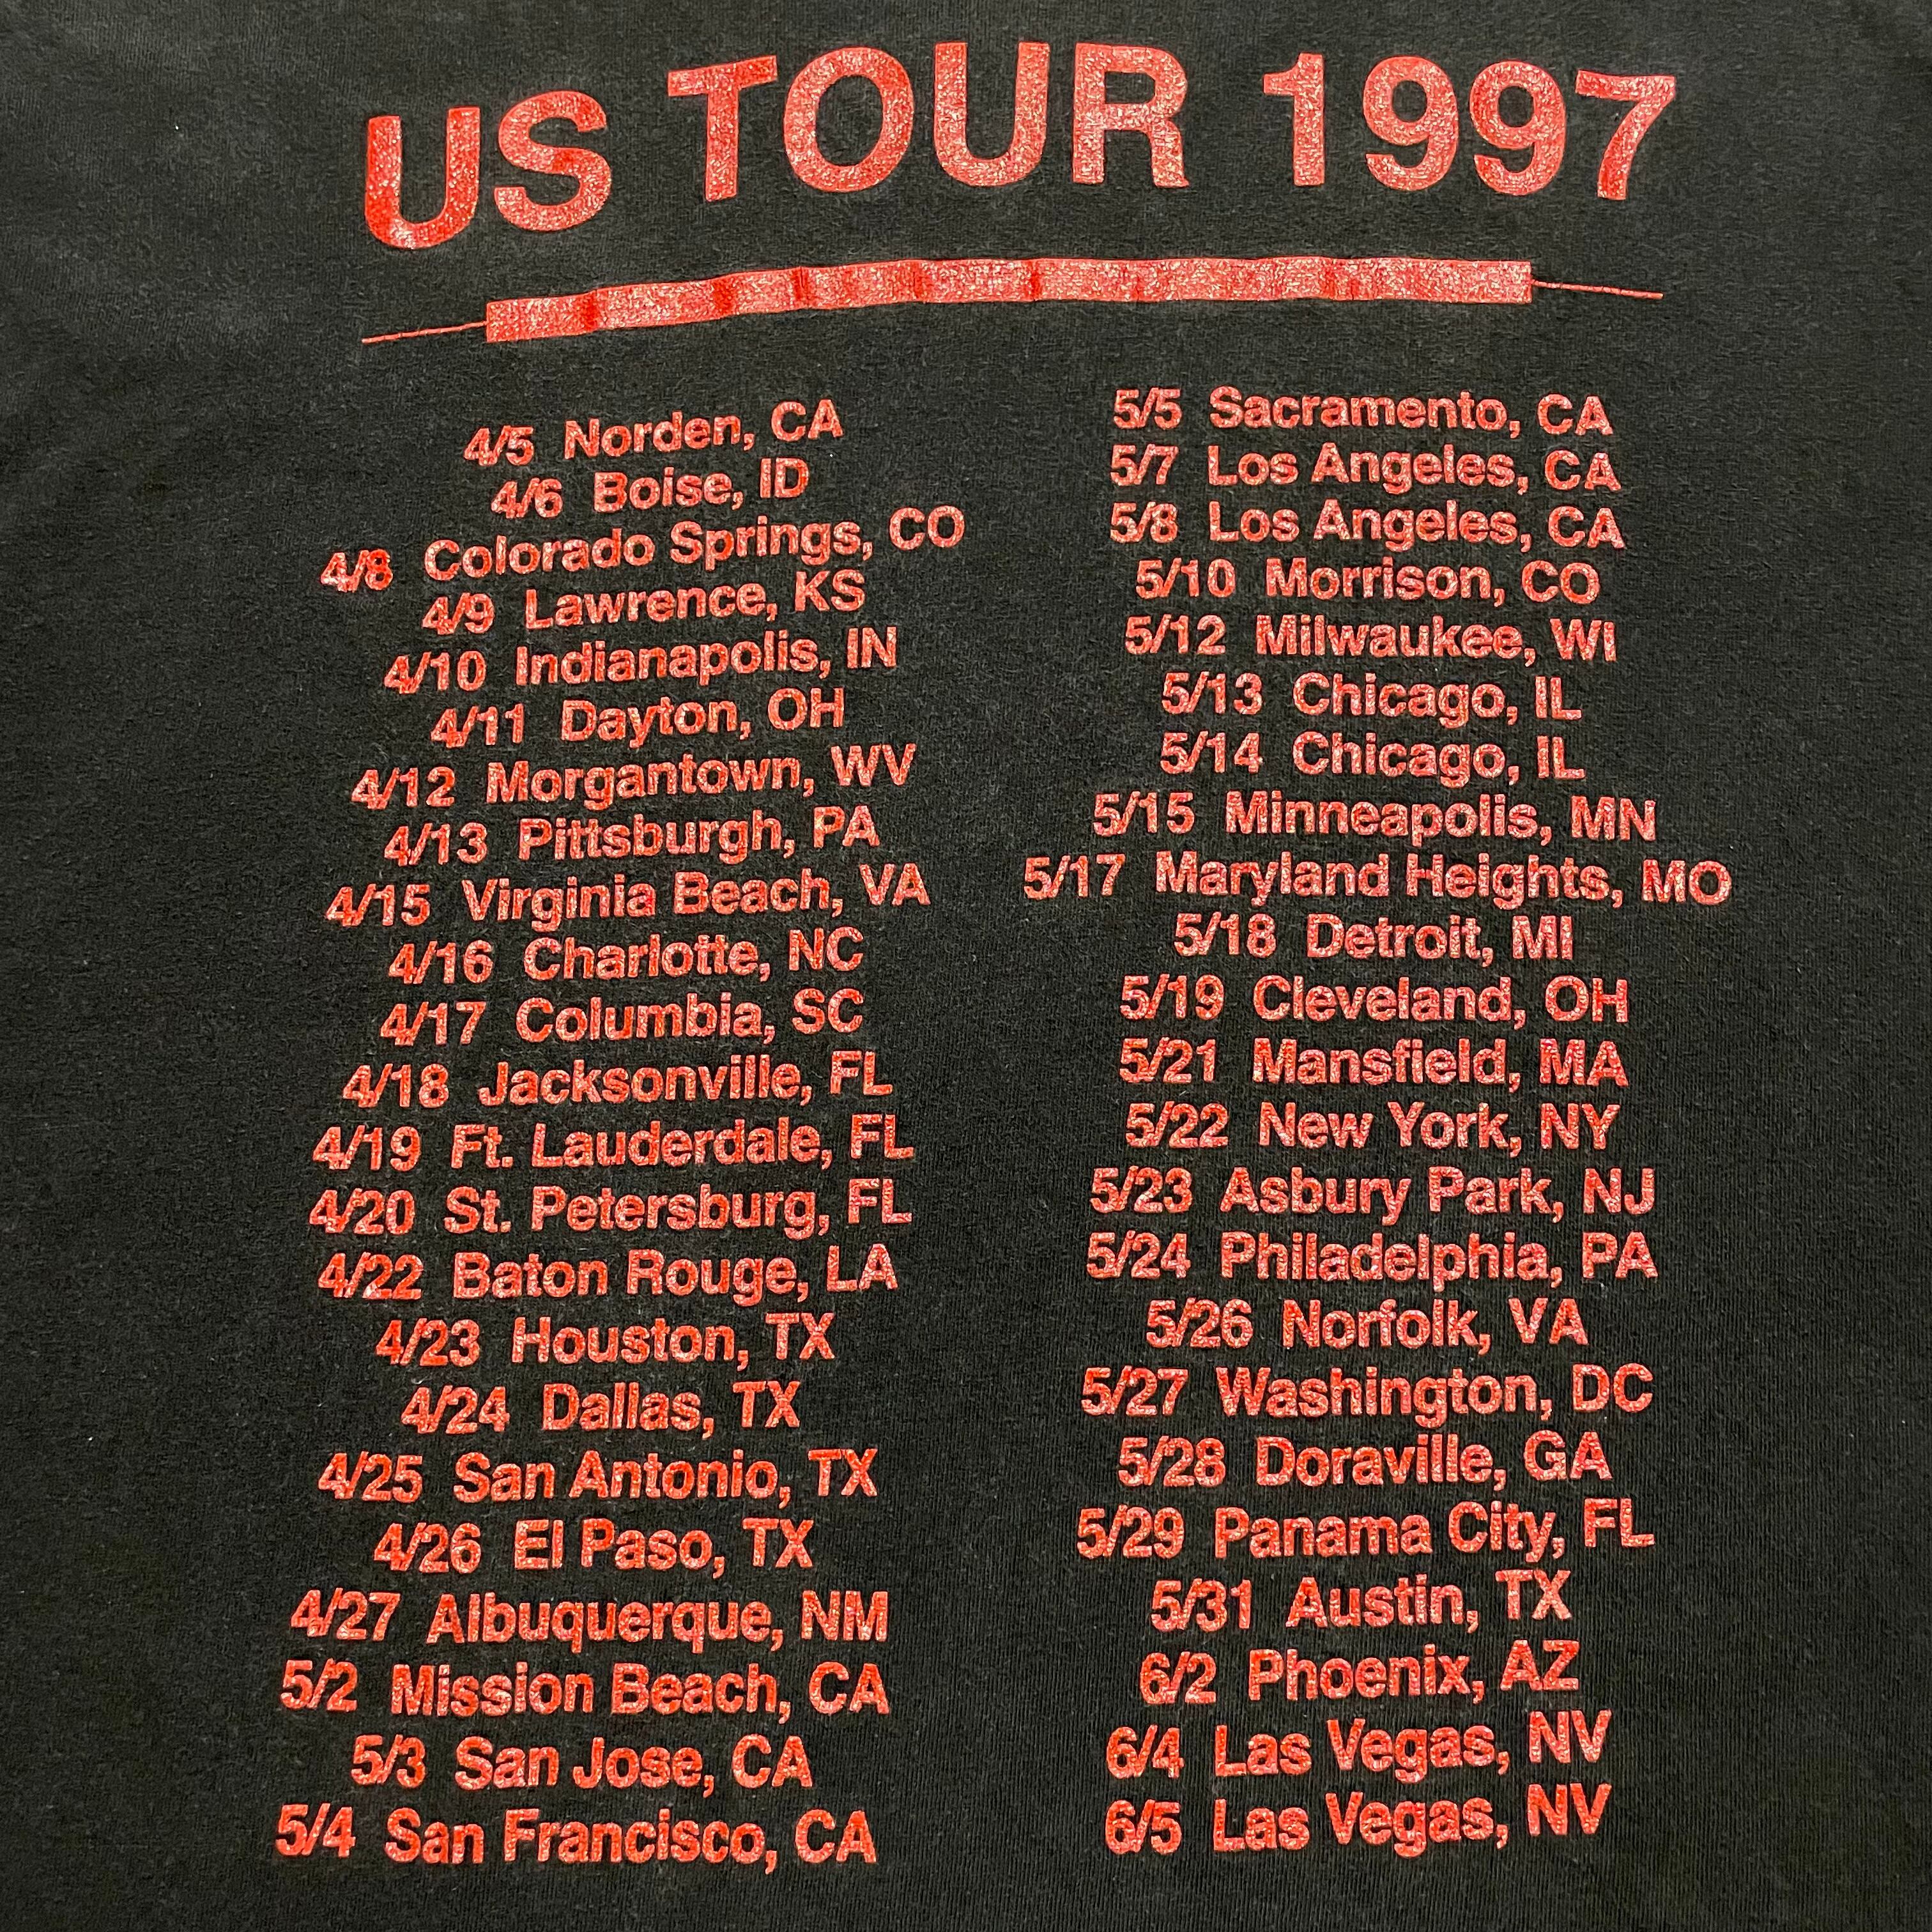 US TOUR 1997
4/5 Norden, CA
4/6 Boise, ID
4/8 Colorado Springs, CO
4/9 Lawrence, KS
4/10 Indianapolis, IN
4/11 Dayton, OH
4/12 Morgantown, WV
4/13 Pittsburgh, PA
4/15 Virginia Beach, VA
4/16 Charlotte, NC
4/17 Columbia, SC
4/18 Jacksonville, FL
4/19 Ft. Lauderdale, FL
4/20 St. Petersburg, FL
4/22 Baton Rouge, LA
4/23 Houston, TX
4/24 Dallas, TX
4/25 San Antonio, TX
4/26 El Paso, TX
4/27 Albuquerque, NM
5/2 Mission Beach, CA
5/3 San Jose, CA
5/4 San Francisco, CA
5/5 Sacramento, CA
5/7 Los Angeles, CA
5/8 Los Angeles, CA
5/10 Morrison, CO
5/12 Milwaukee, WI
5/13 Chicago, IL
5/14 Chicago, IL
5/15 Minneapolis, MN
5/17 Maryland Heights, MO
5/18 Detroit, MI
5/19 Cleveland, OH
5/21 Mansfield, MA
5/22 New York, NY
5/23 Asbury Park, NJ
5/24 Philadelphia, PA
5/26 Norfolk, VA
5/27 Washington, DC
5/28 Doraville, GA
5/29 Panama City, FL
5/31 Austin, TX
6/2 Phoenix, AZ
6/4 Las Vegas, NV
6/5 Las Vegas, NV